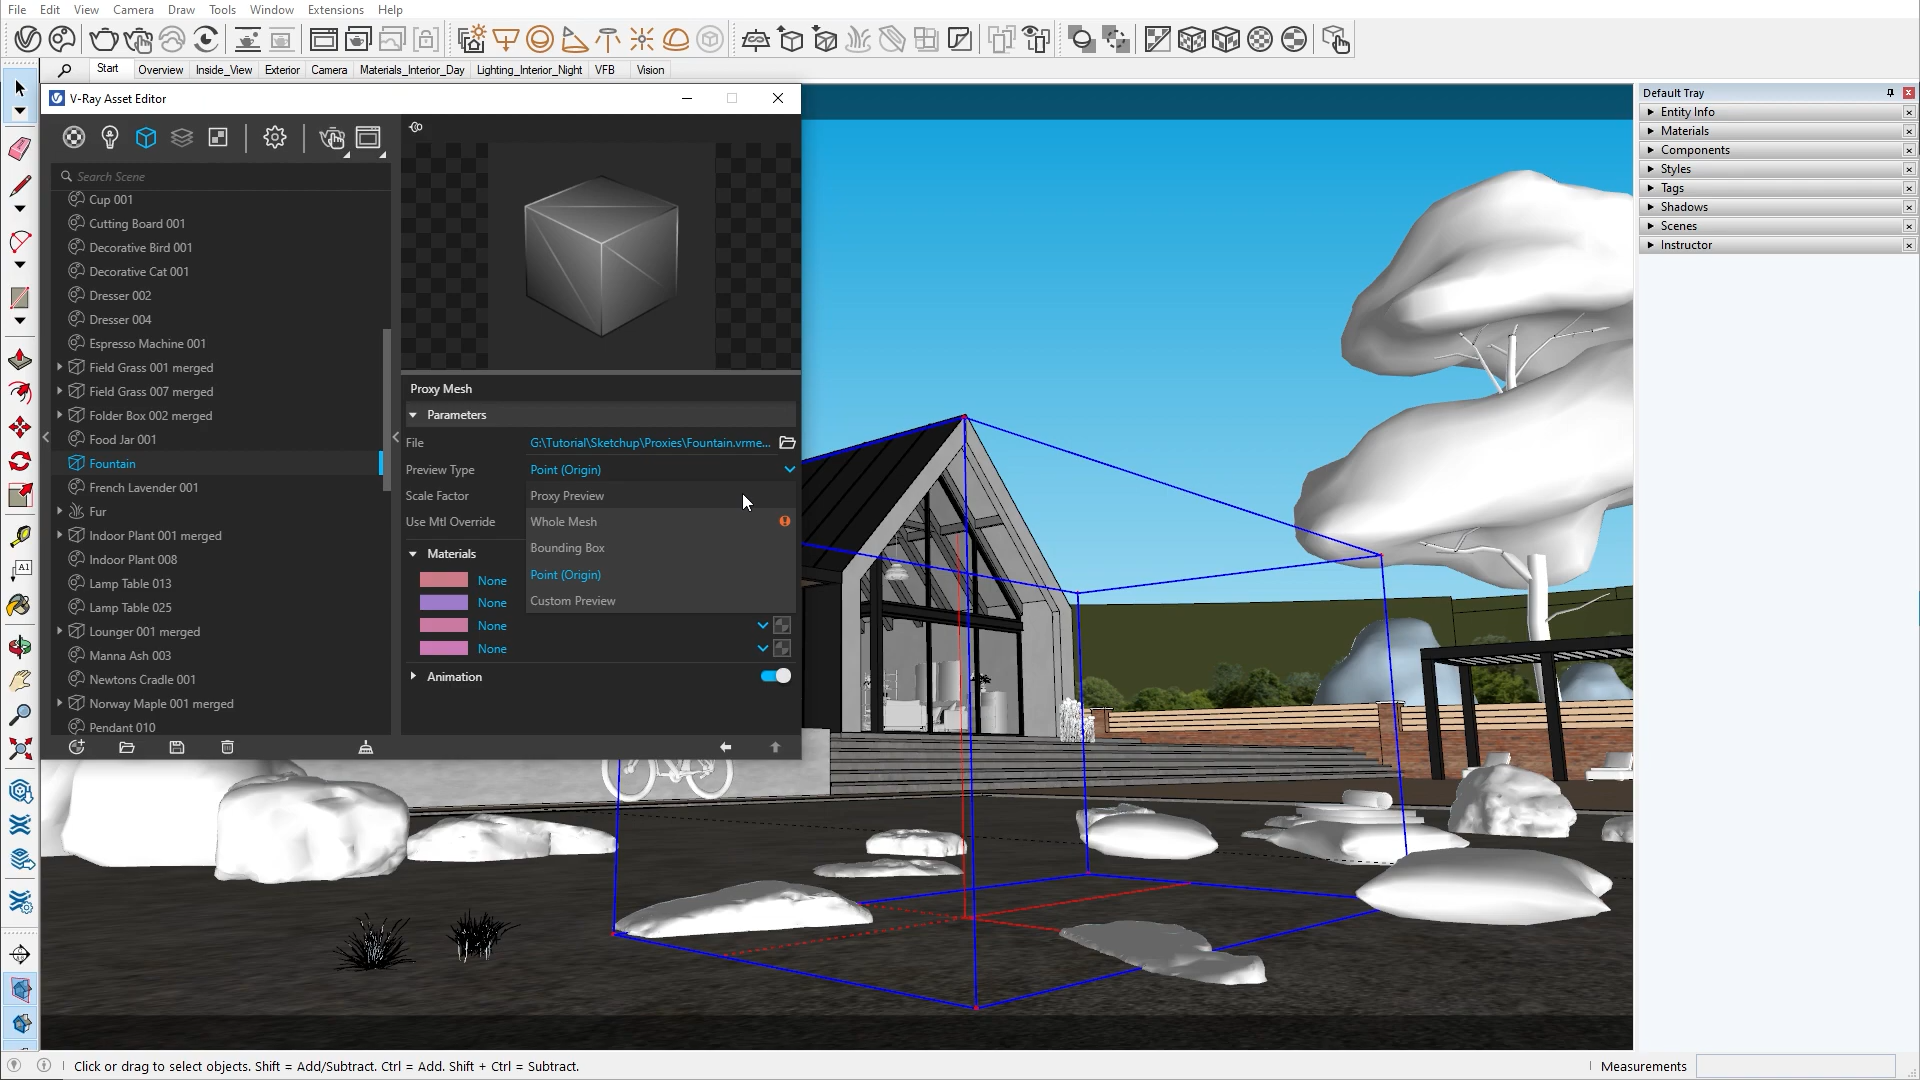 File Edit View Camera Draw Tools Window Extensions Help
Start Overview Inside_View Exterior Camera Materials_Interior_Day Lighting_Interior_Night VFB Vision
V-Ray Asset Editor
Search Scene
Cup 001
Cutting Board 001
Decorative Bird 001
Decorative Cat 001
Dresser 002
Dresser 004
Espresso Machine 001
Field Grass 001 merged
Field Grass 007 merged
Folder Box 002 merged
Food Jar 001
Fountain
French Lavender 001
Fur
Indoor Plant 001 merged
Indoor Plant 008
Lamp Table 013
Lamp Table 025
Lounger 001 merged
Manna Ash 003
Newtons Cradle 001
Norway Maple 001 merged
Pendant 010
Proxy Mesh
Parameters
File G:\Tutorial\Sketchup\Proxies\Fountain.vrme...
Preview Type Point (Origin)
Scale Factor Proxy Preview
Use Mtl Override Whole Mesh
Bounding Box
Materials
Point (Origin)
None
Custom Preview
None
None
None
Animation
Default Tray
Entity Info
Materials
Components
Styles
Tags
Shadows
Scenes
Instructor
A1
Click or drag to select objects. Shift = Add/Subtract. Ctrl = Add. Shift + Ctrl = Subtract.
Measurements